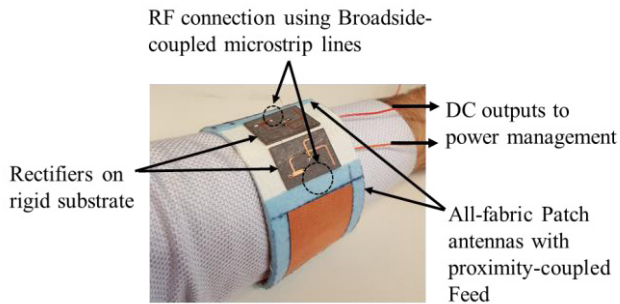 RF connection using Broadside-
coupled microstrip lines
DC outputs to
power management
Rectifiers on
rigid substrate
All-fabric Patch
antennas with
proximity-coupled
Feed